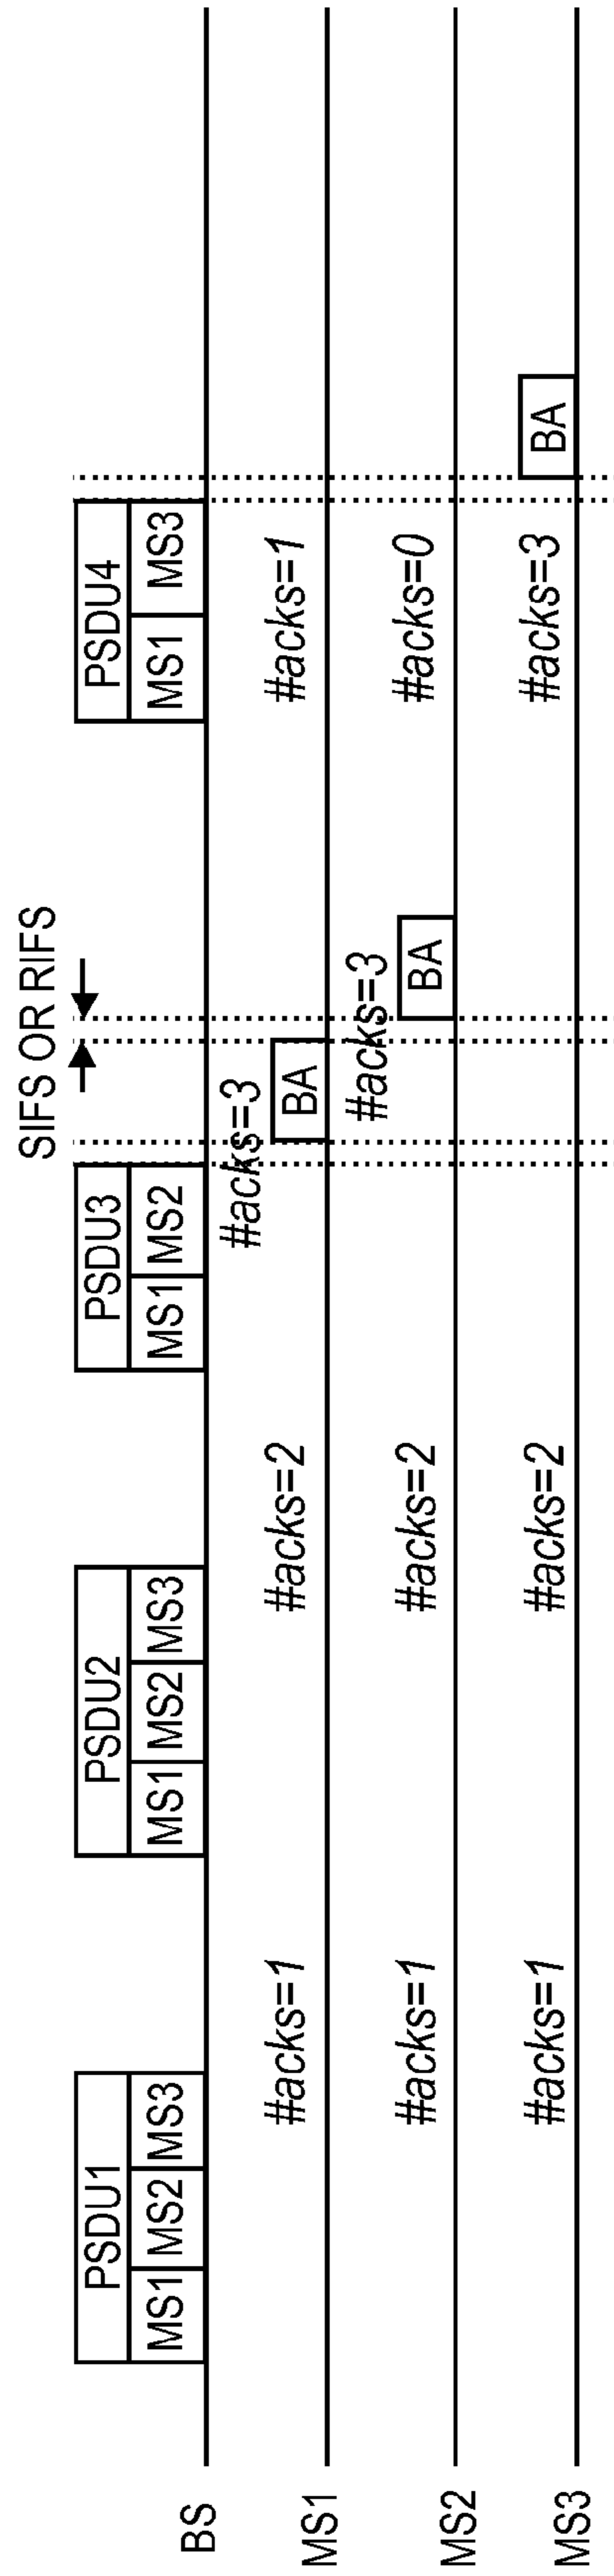 SIFS OR RIFS
PSDU1 PSDU2 PSDU3 PSDU4
MS1 MS2 MS3 MS1 MS2 MS3 MS1 MS2 MS1 MS3
BS
#acks=3
#acks=1 #acks=2 BA #acks=1
MS1
#acks=3
#acks=1 #acks=2 BA #acks=0
MS2
#acks=1 #acks=2 #acks=3 BA
MS3